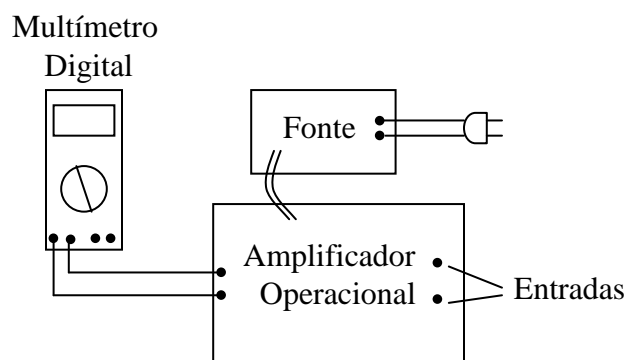 Multímetro
Digital
Fonte
Amplificador
Operacional
Entradas